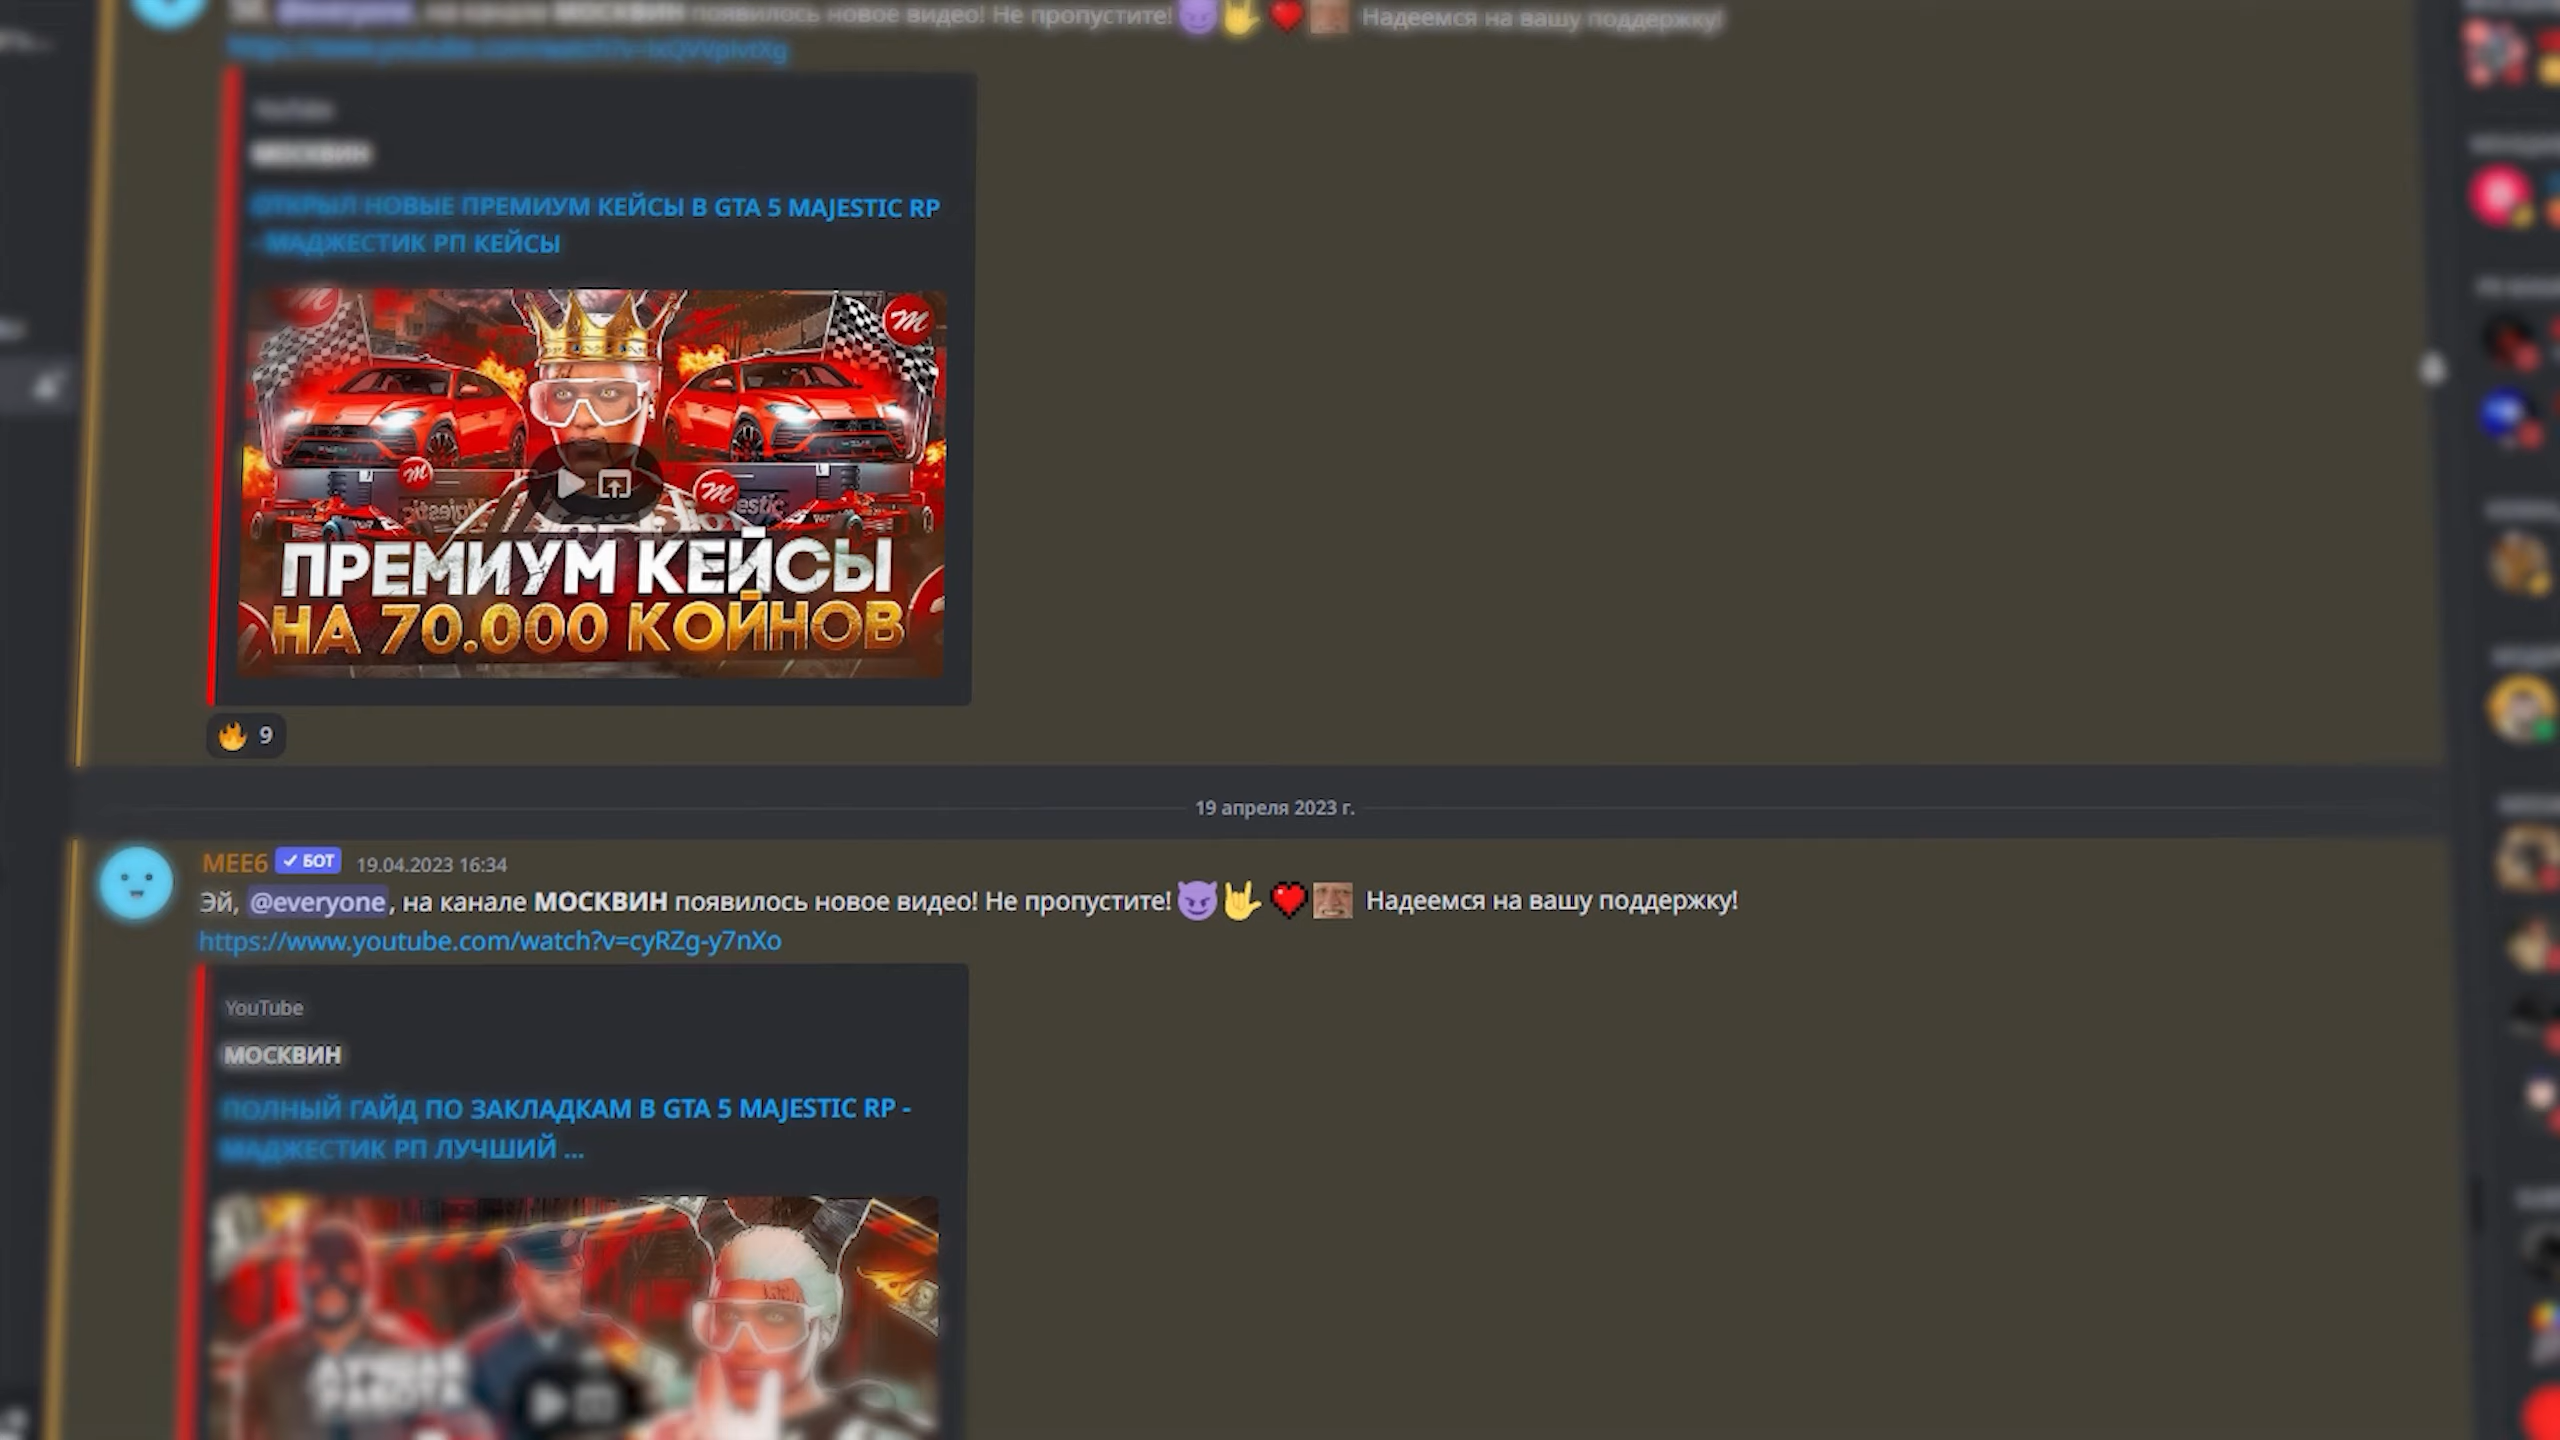 появилось новое видео! Не пропустите! Надеемся на вашу поддержку!
YouTube
МОСКВИН
ОТКРЫЛ НОВЫЕ ПРЕМИУМ КЕЙСЫ В GTA 5 MAJESTIC RP
- МАДЖЕСТИК РП КЕЙСЫ
ПРЕМИУМ КЕЙСЫ
НА 70.000 КОЙНОВ
9
19 апреля 2023 г.
MEE6 БОТ 19.04.2023 16:34
Эй, @everyone, на канале МОСКВИН появилось новое видео! Не пропустите! Надеемся на вашу поддержку!
https://www.youtube.com/watch?v=cyRZg-y7nXo
YouTube
МОСКВИН
ПОЛНЫЙ ГАЙД ПО ЗАКЛАДКАМ В GTA 5 MAJESTIC RP -
МАДЖЕСТИК РП ЛУЧШИЙ ...
ЛУЧШАЯ
РАБОТА